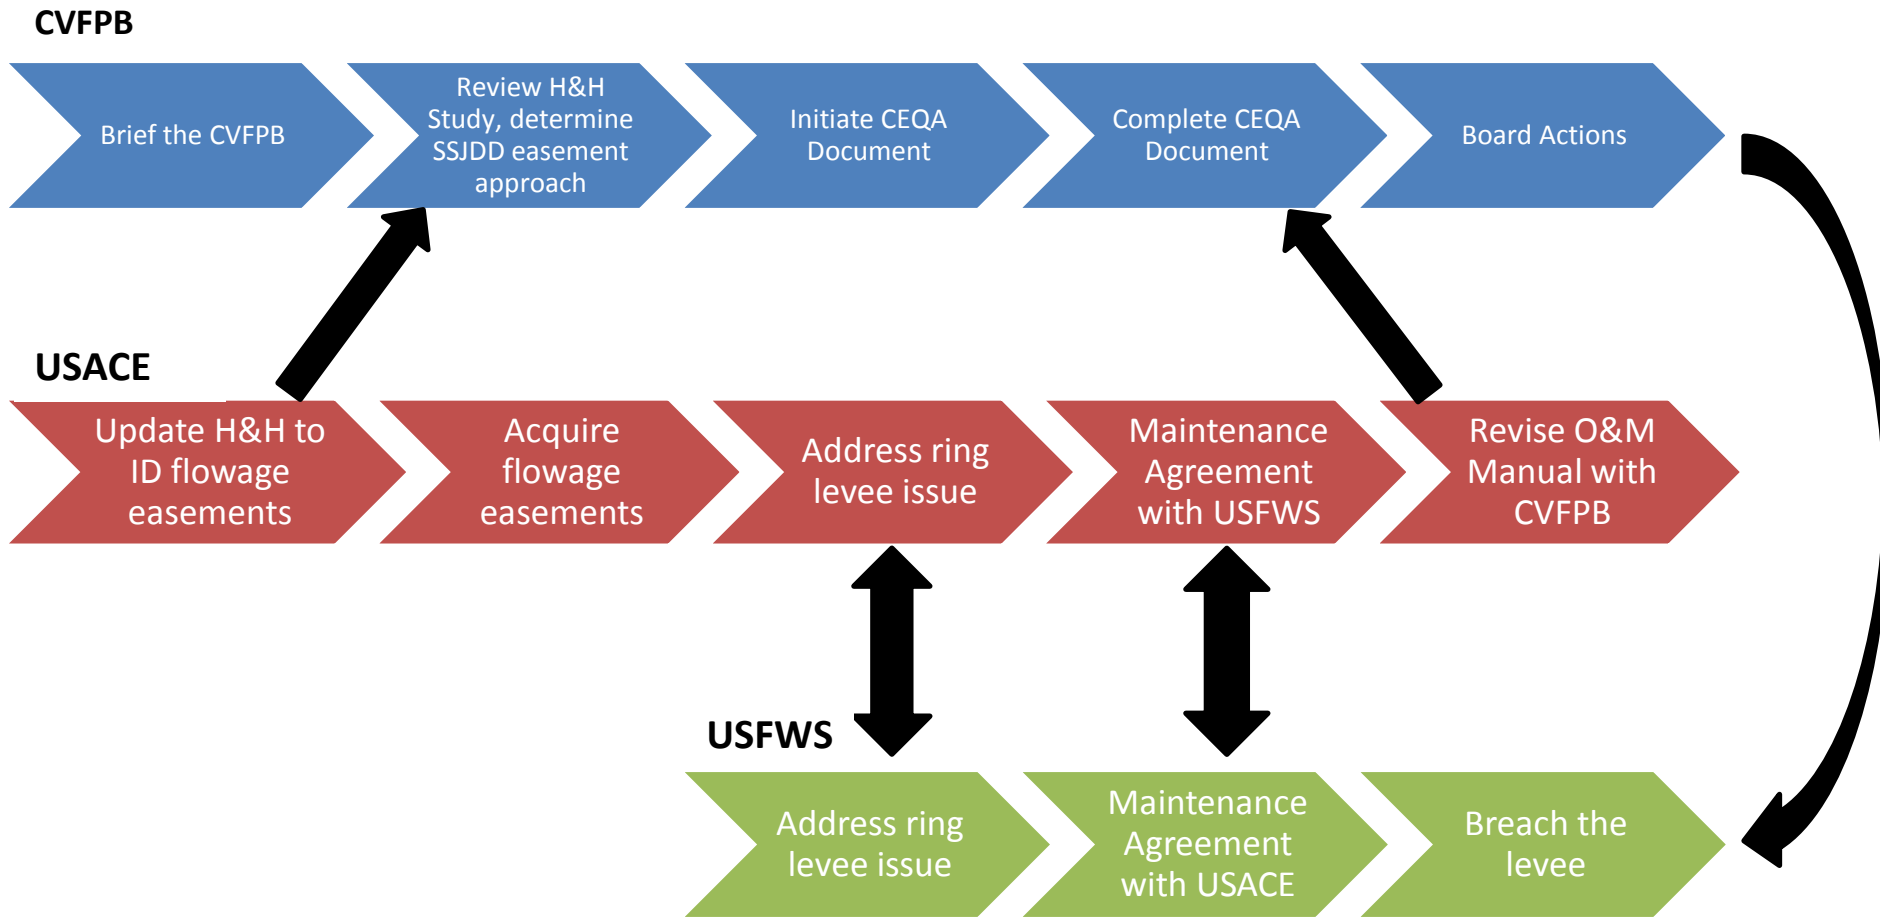 CVFPB
Brief the CVFPB
Review H&H
Study, determine
SSJDD easement
approach
Initiate CEQA
Document
Complete CEQA
Document
Board Actions
USACE
Update H&H to
ID flowage
easements
Acquire
flowage
easements
Address ring
levee issue
Maintenance
Agreement
with USFWS
Revise O&M
Manual with
CVFPB
USFWS
Address ring
levee issue
Maintenance
Agreement
with USACE
Breach the
levee